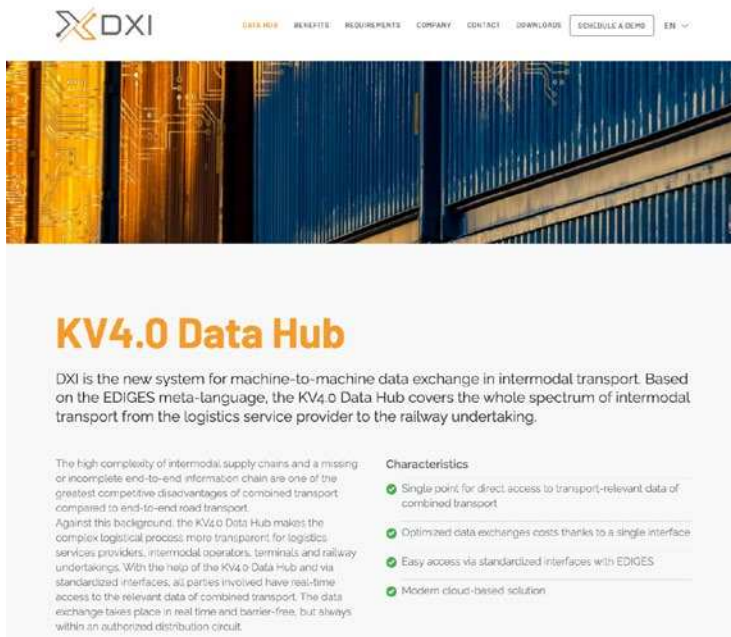 DXI
DATA HUB BENEFITS REQUIREMENTS COMPANY CONTACT DOWNLOADS SCHEDULE A DEMO EN
KV4.0 Data Hub
DXI is the new system for machine-to-machine data exchange in intermodal transport. Based
on the EDIGES meta-language, the KV4.0 Data Hub covers the whole spectrum of intermodal
transport from the logistics service provider to the railway undertaking.
The high complexity of intermodal supply chains and a missing
or incomplete end-to-end information chain are one of the
greatest competitive disadvantages of combined transport
compared to end-to-end road transport.
Against this background, the KV4.0 Data Hub makes the
complex logistical process more transparent for logistics
services providers, intermodal operators, terminals and railway
undertakings. With the help of the KV4.0 Data Hub and via
standardized interfaces, all parties involved have real-time
access to the relevant data of combined transport. The data
exchange takes place in real time and barrier-free, but always
within an authorized distribution circuit.
Characteristics
Single point for direct access to transport-relevant data of
combined transport
Optimized data exchanges costs thanks to a single interface
Easy access via standardized interfaces with EDIGES
Modern cloud-based solution